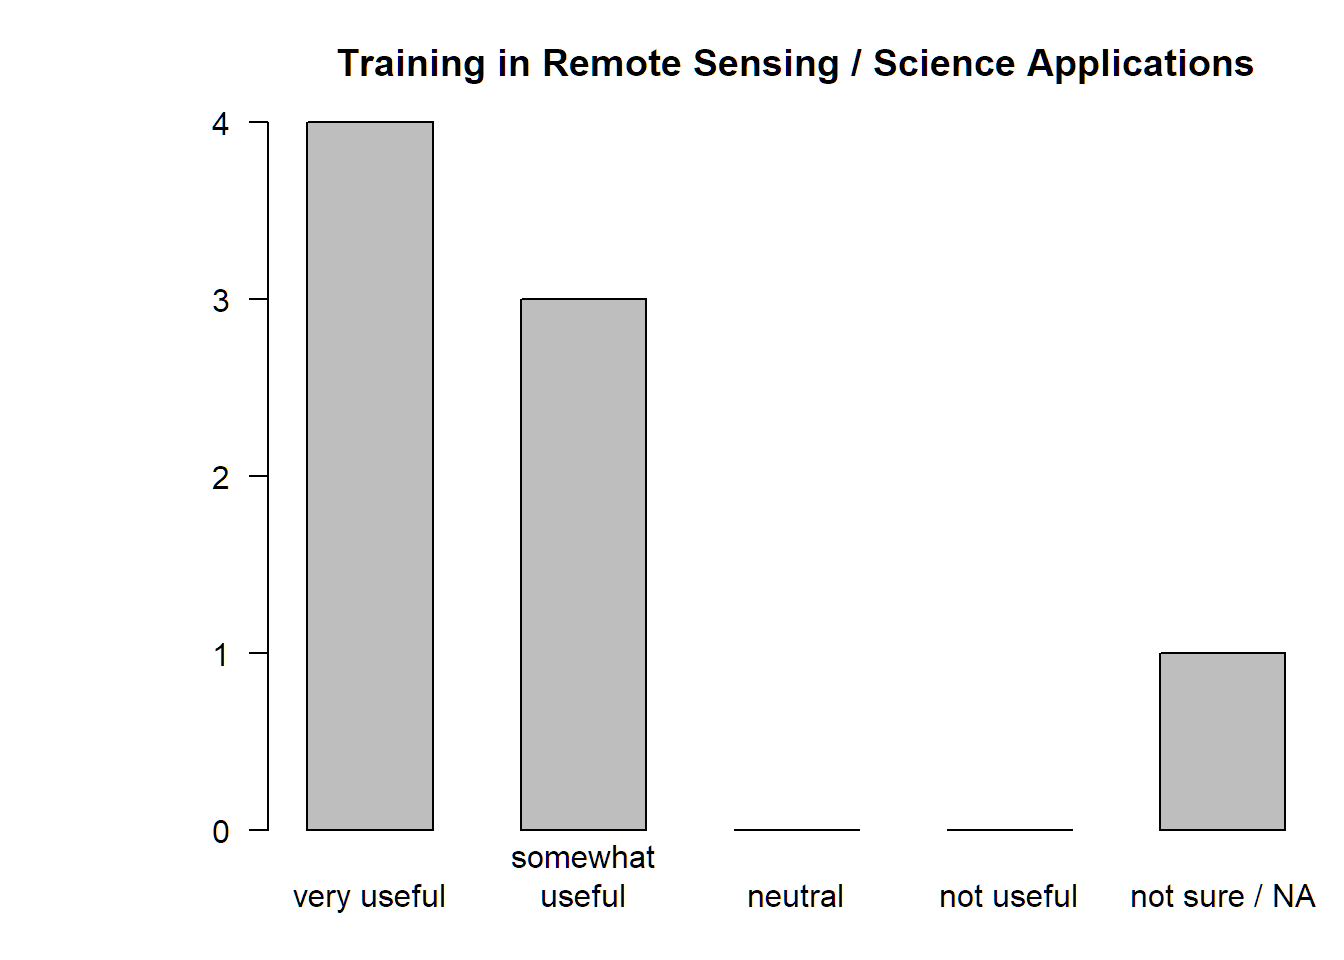 Training in Remote Sensing / Science Applications
4
3
2
1
0
very useful
somewhat
useful
neutral
not useful
not sure / NA